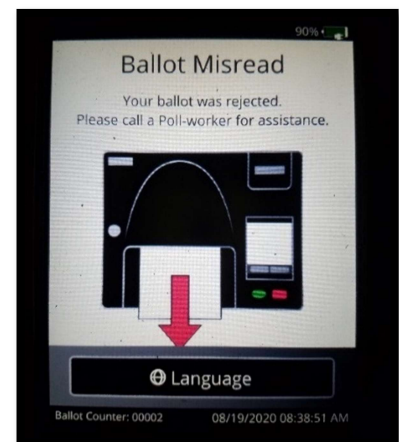 90%
Ballot Misread
Your ballot was rejected.
Please call a Poll-worker for assistance.
Language
Ballot Counter: 00002 08/19/2020 08:38:51 AM